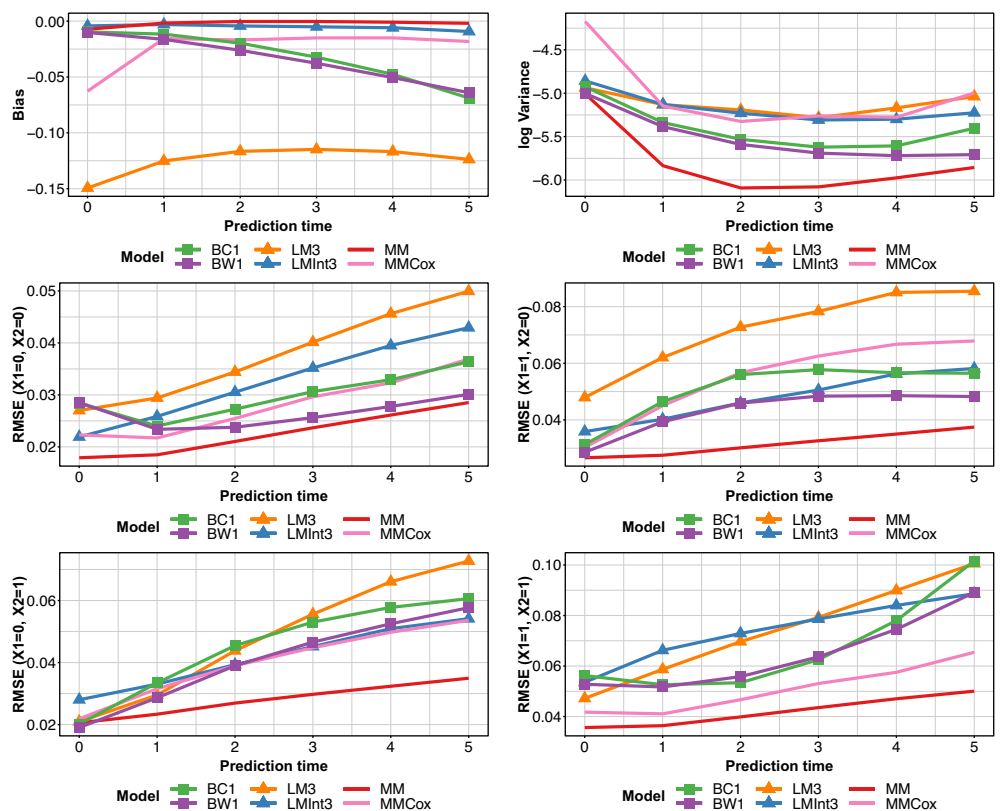 Bias
0.00
−0.05
−0.10
−0.15
0 1 2 3 4 5
Prediction time
Model BC1 LM3 MM
BW1 LMInt3 MMCox
log Variance
−4.5
−5.0
−5.5
−6.0
0 1 2 3 4 5
Prediction time
Model BC1 LM3 MM
BW1 LMInt3 MMCox
RMSE (X1=0, X2=0)
0.05
0.04
0.03
0.02
0 1 2 3 4 5
Prediction time
Model BC1 LM3 MM
BW1 LMInt3 MMCox
RMSE (X1=1, X2=0)
0.08
0.06
0.04
0 1 2 3 4 5
Prediction time
Model BC1 LM3 MM
BW1 LMInt3 MMCox
RMSE (X1=0, X2=1)
0.06
0.04
0.02
0 1 2 3 4 5
Prediction time
Model BC1 LM3 MM
BW1 LMInt3 MMCox
RMSE (X1=1, X2=1)
0.10
0.08
0.06
0.04
0 1 2 3 4 5
Prediction time
Model BC1 LM3 MM
BW1 LMInt3 MMCox